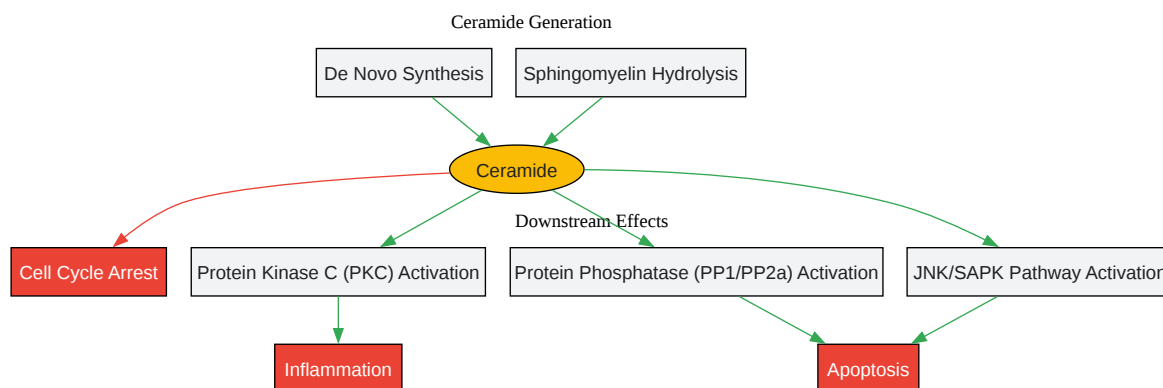 Ceramide Generation
De Novo Synthesis
Sphingomyelin Hydrolysis
Ceramide
Downstream Effects
Cell Cycle Arrest
Protein Kinase C (PKC) Activation
Protein Phosphatase (PP1/PP2a) Activation
JNK/SAPK Pathway Activation
Inflammation
Apoptosis